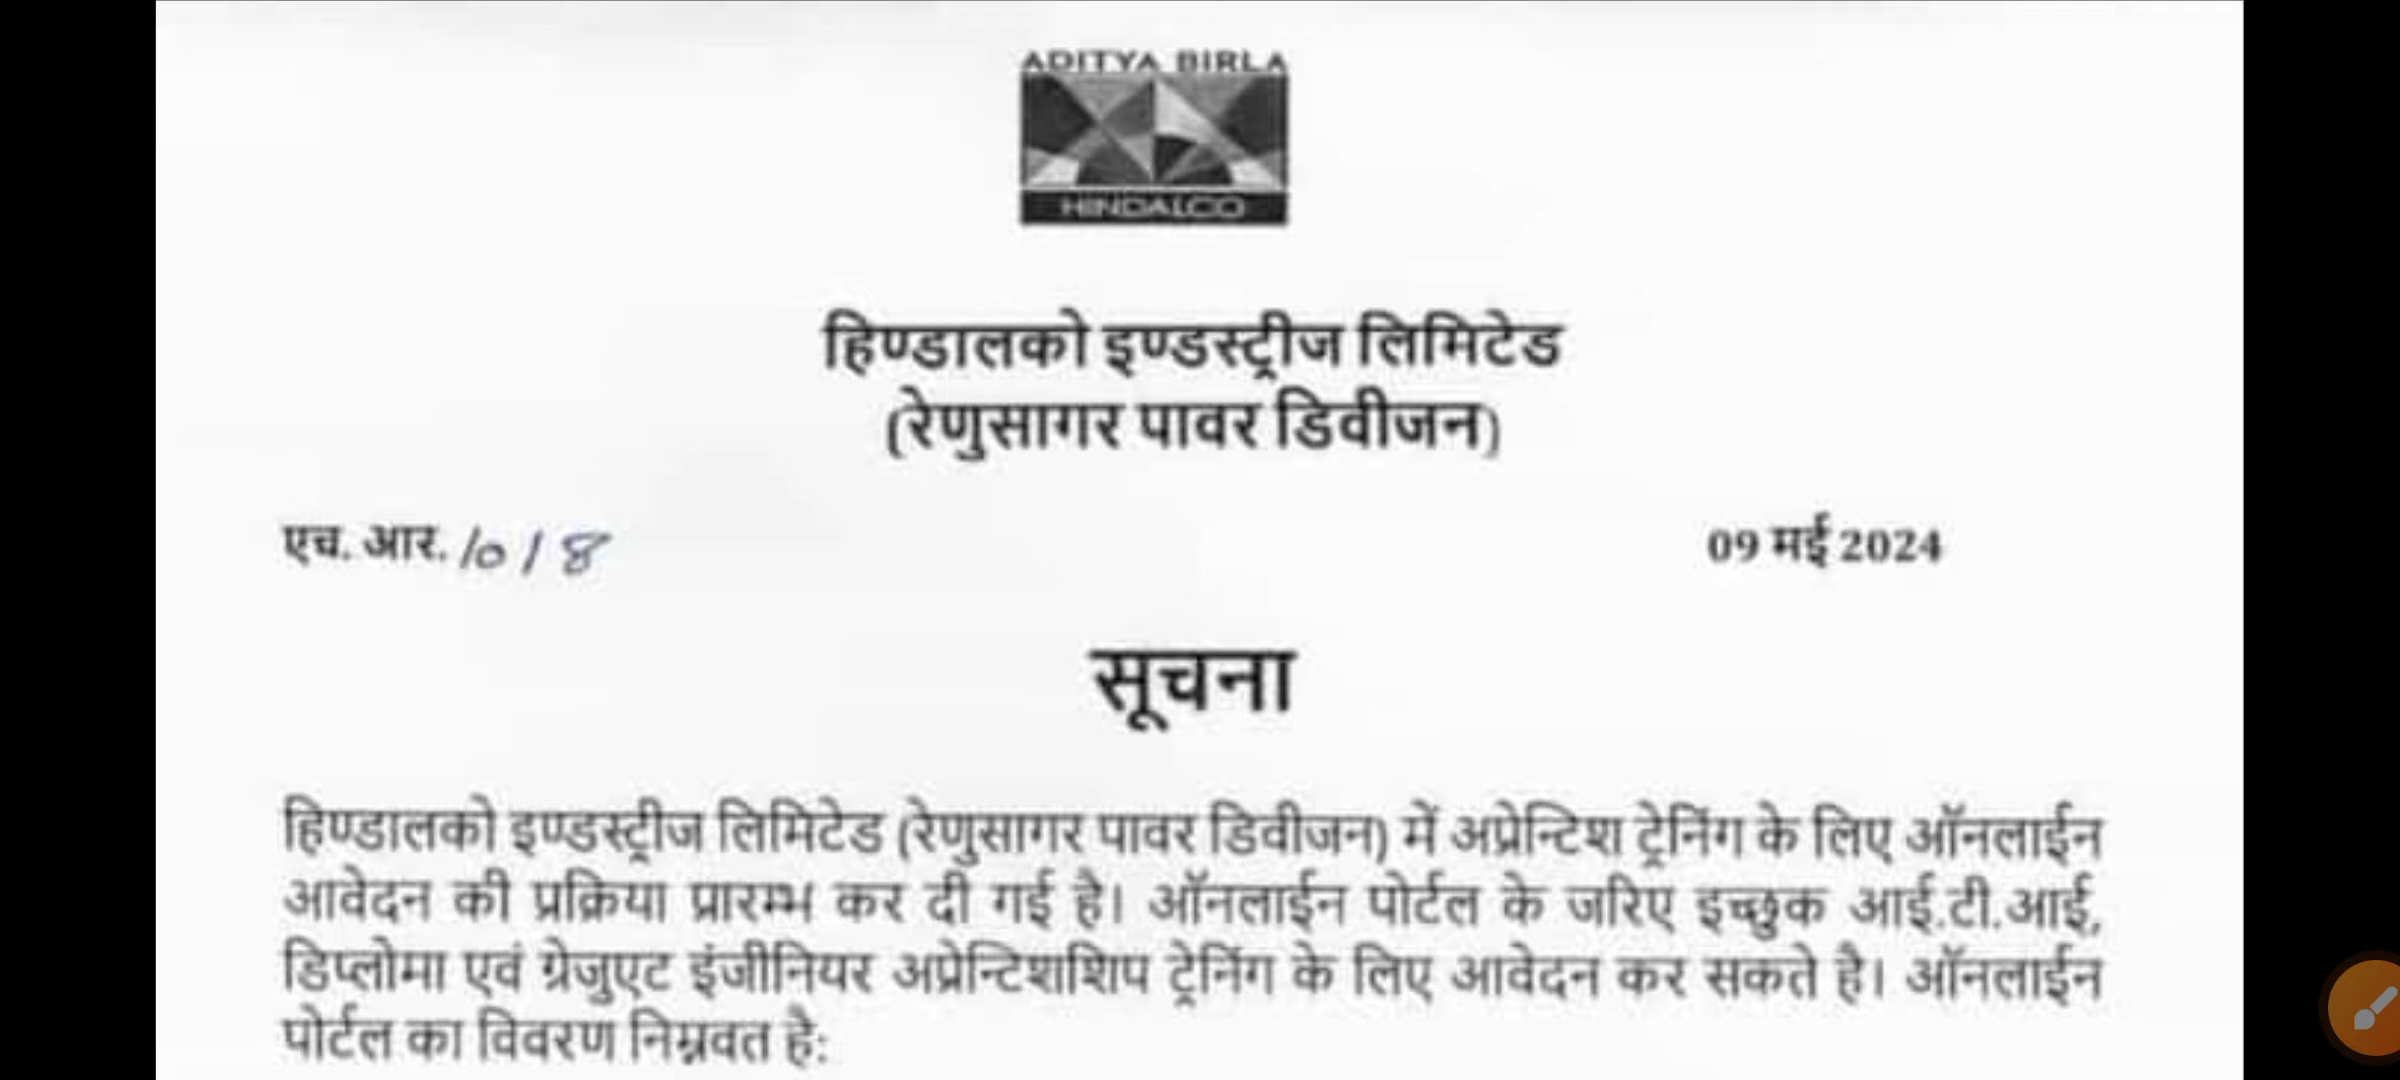 ADITYA BIRLA
HINDALCO
हिण्डालको इण्डस्ट्रीज लिमिटेड
(रेणुसागर पावर डिवीजन)
एच. आर. /० / 8
09 मई 2024
सूचना
हिण्डालको इण्डस्ट्रीज लिमिटेड (रेणुसागर पावर डिवीजन) में अप्रेन्टिश ट्रेनिंग के लिए ऑनलाईन
आवेदन की प्रक्रिया प्रारम्भ कर दी गई है। ऑनलाईन पोर्टल के जरिए इच्छुक आई.टी.आई,
डिप्लोमा एवं ग्रेजुएट इंजीनियर अप्रेन्टिशशिप ट्रेनिंग के लिए आवेदन कर सकते है। ऑनलाईन
पोर्टल का विवरण निम्नवत है: